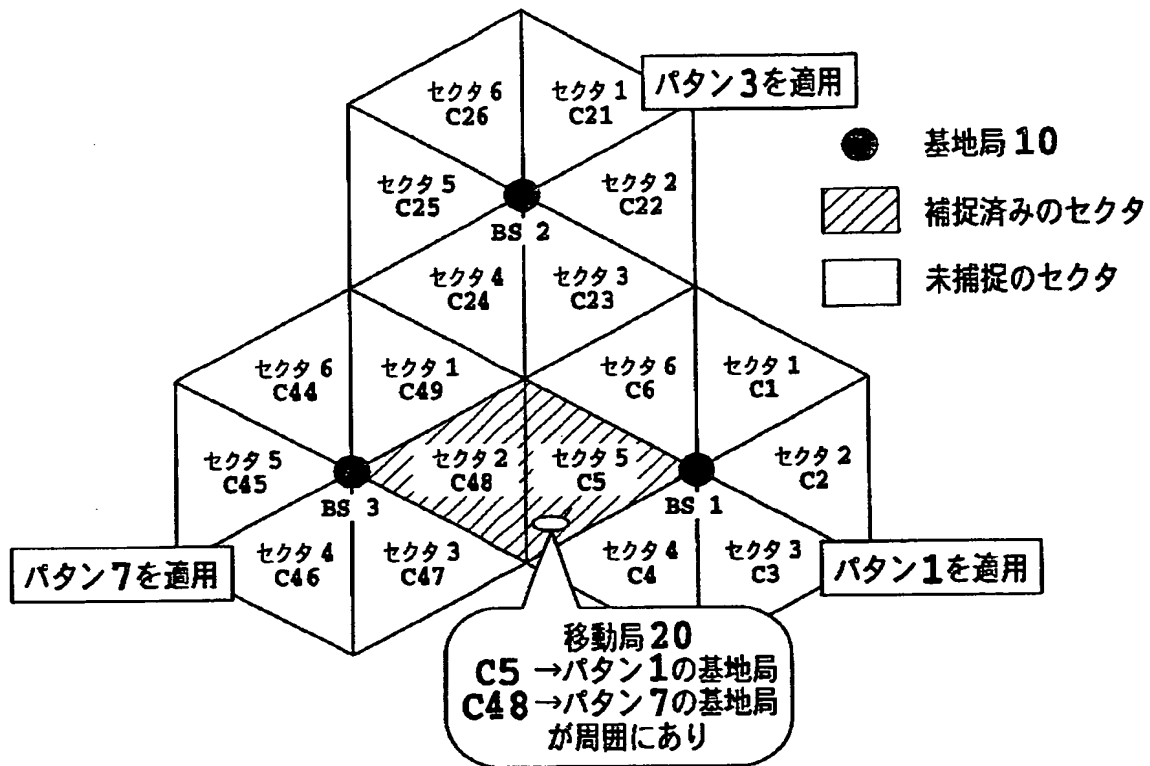 セクタ 6
C26
セクタ 1
C21
パタン3を適用
セクタ 5
C25
セクタ 2
C22
BS 2
セクタ 4
C24
セクタ 3
C23
基地局 10
補捉済みのセクタ
未捕捉のセクタ
セクタ 6
C44
セクタ 1
C49
セクタ 6
C6
セクタ 1
C1
セクタ 5
C45
セクタ 2
C48
セクタ 5
C5
セクタ 2
C2
BS 3
BS 1
セクタ 4
C46
セクタ 3
C47
セクタ 4
C4
セクタ 3
C3
パタン7を適用
パタン1を適用
移動局20
C5 →パタン1の基地局
C48→パタン7の基地局
が周囲にあり